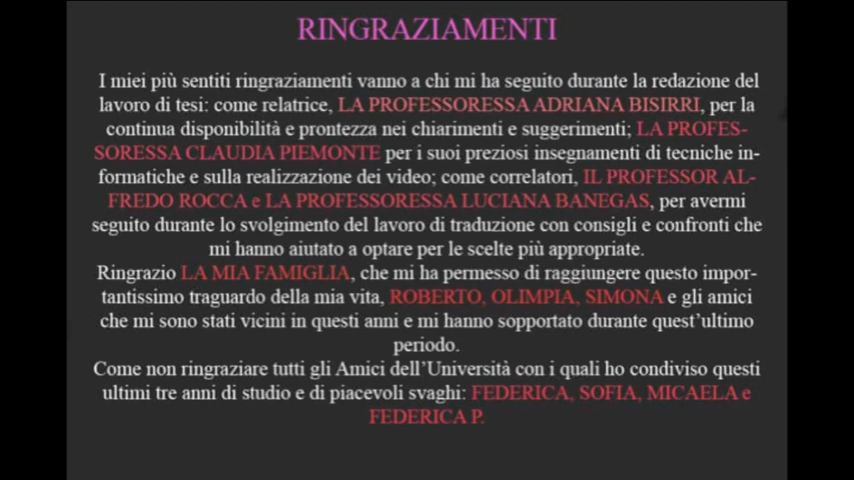 RINGRAZIAMENTI
I miei più sentiti ringraziamenti vanno a chi mi ha seguito durante la redazione del
lavoro di tesi: come relatrice, LA PROFESSORESSA ADRIANA BISIRRI, per la
continua disponibilità e prontezza nei chiarimenti e suggerimenti; LA PROFES-
SORESSA CLAUDIA PIEMONTE per i suoi preziosi insegnamenti di tecniche in-
formatiche e sulla realizzazione dei video; come correlatori, IL PROFESSOR AL-
FREDO ROCCA e LA PROFESSORESSA LUCIANA BANEGAS, per avermi
seguito durante lo svolgimento del lavoro di traduzione con consigli e confronti che
mi hanno aiutato a optare per le scelte più appropriate.
Ringrazio LA MIA FAMIGLIA, che mi ha permesso di raggiungere questo impor-
tantissimo traguardo della mia vita, ROBERTO, OLIMPIA, SIMONA e gli amici
che mi sono stati vicini in questi anni e mi hanno sopportato durante quest'ultimo
periodo.
Come non ringraziare tutti gli Amici dell'Università con i quali ho condiviso questi
ultimi tre anni di studio e di piacevoli svaghi: FEDERICA, SOFIA, MICAELA e
FEDERICA P.